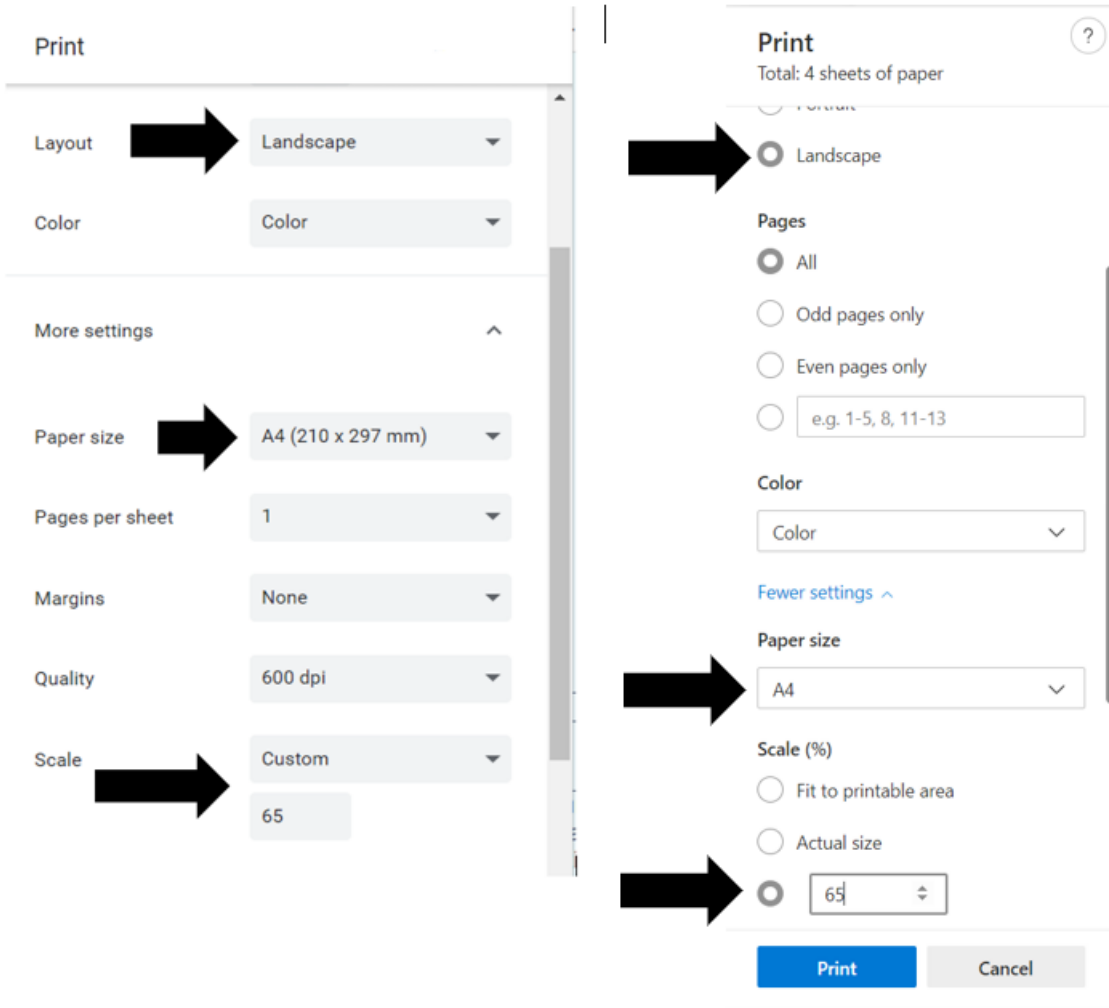 Print
Layout
Landscape
Color
Color
More settings
Paper size
A4 (210 x 297 mm)
Pages per sheet
1
Margins
None
Quality
600 dpi
Scale
Custom
65
Print
?
Total: 4 sheets of paper
Landscape
Pages
All
Odd pages only
Even pages only
e.g. 1-5, 8, 11-13
Color
Color
Fewer settings
Paper size
A4
Scale (%)
Fit to printable area
Actual size
65
Print
Cancel